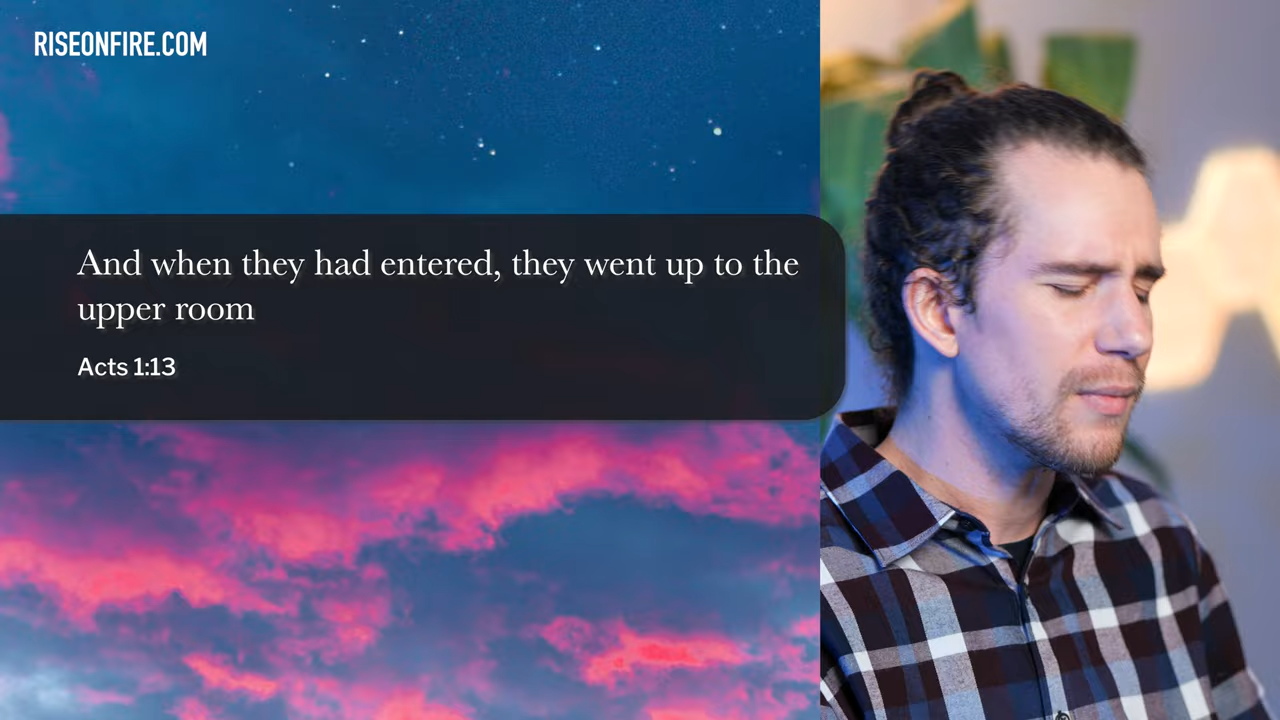 RISEONFIRE.COM
And when they had entered, they went up to the
upper room
Acts 1:13